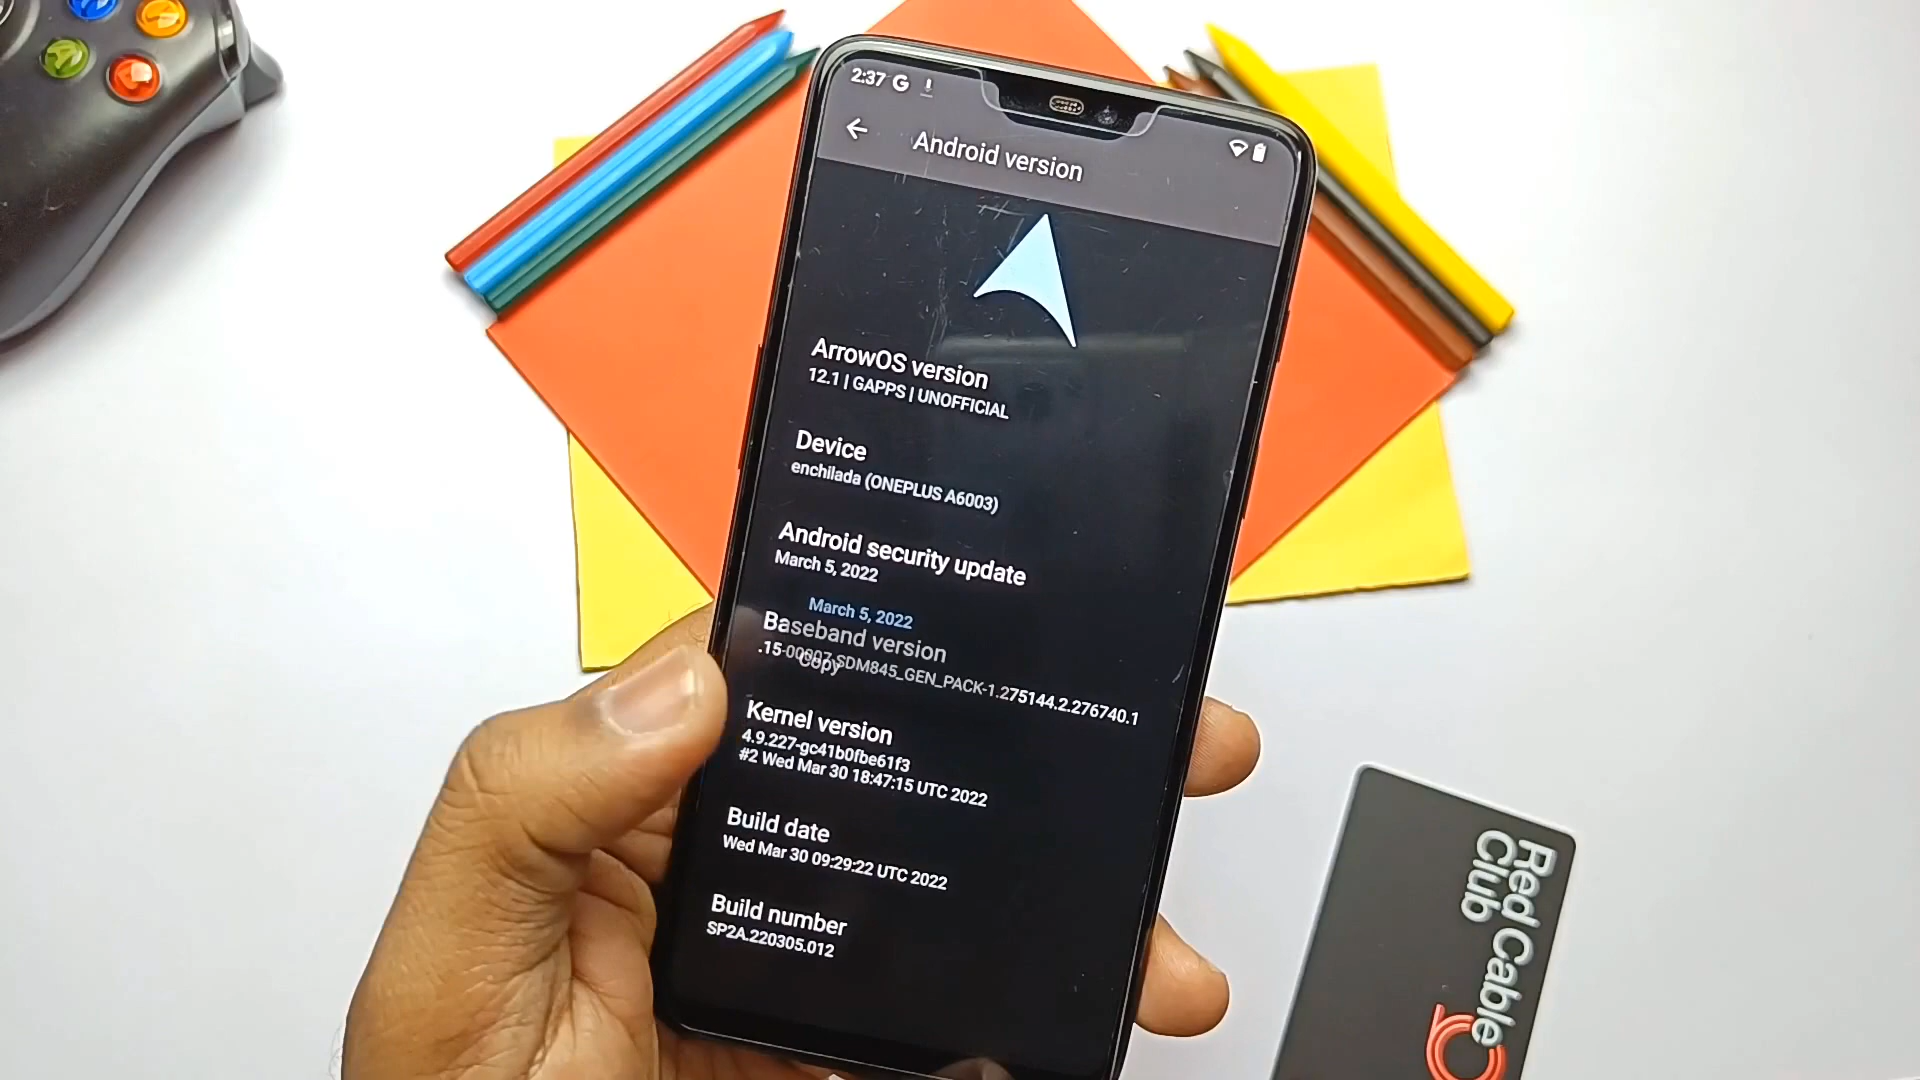 2:37 G
Android version
ArrowOS version
12.1 | GAPPS | UNOFFICIAL
Device
enchilada (ONEPLUS A6003)
Android security update
March 5, 2022
March 5, 2022
Baseband version
.15-00807-SDM845_GEN_PACK-1.275144.2.276740.1
Copy
Kernel version
4.9.227-gc41b0fbe61f3
#2 Wed Mar 30 18:47:15 UTC 2022
Build date
Wed Mar 30 09:29:22 UTC 2022
Build number
SP2A.220305.012
Red Cable
Club
A